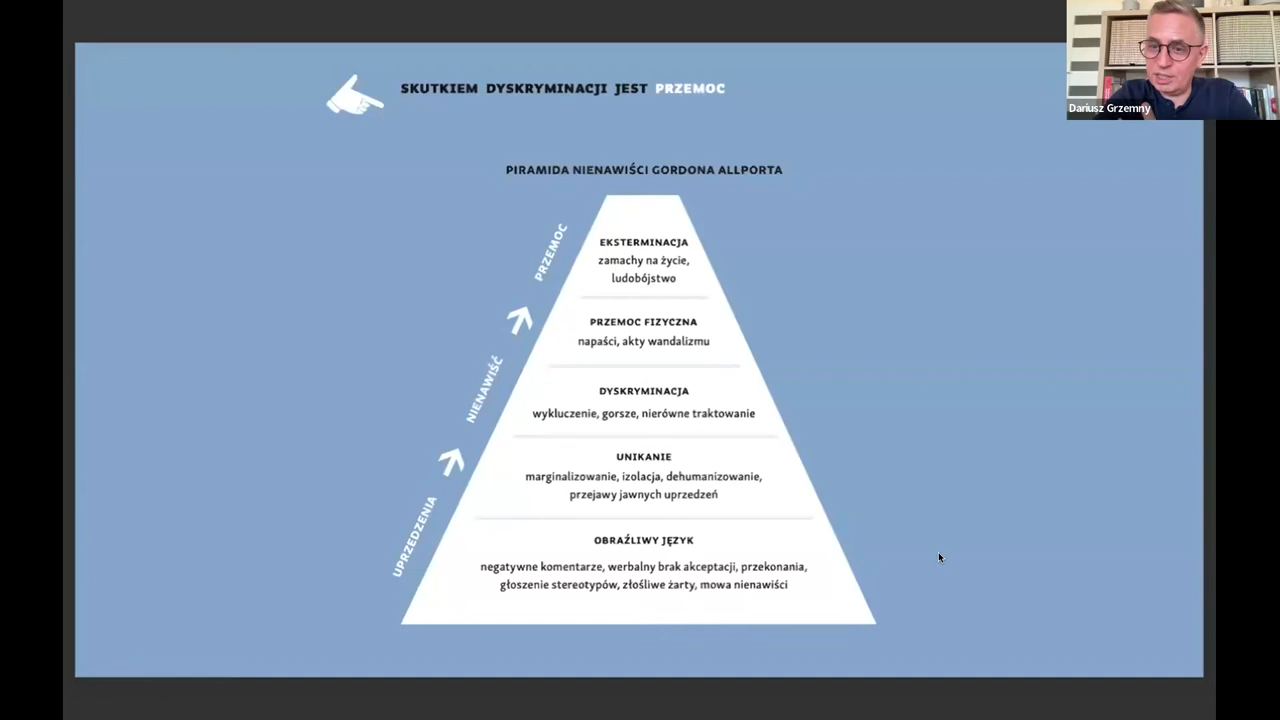 SKUTKIEM DYSKRYMINACJI JEST PRZEMOC
Dariusz Grzemny
PIRAMIDA NIENAWIŚCI GORDONA ALLPORTA
PRZEMOC
EKSTERMINACJA
zamachy na życie,
ludobójstwo
PRZEMOC FIZYCZNA
napaści, akty wandalizmu
NIENAWIŚĆ
DYSKRYMINACJA
wykluczenie, gorsze, nierówne traktowanie
UNIKANIE
marginalizowanie, izolacja, dehumanizowanie,
przejawy jawnych uprzedzeń
UPRZEDZENIA
OBRAŹLIWY JĘZYK
negatywne komentarze, werbalny brak akceptacji, przekonania,
głoszenie stereotypów, złośliwe żarty, mowa nienawiści